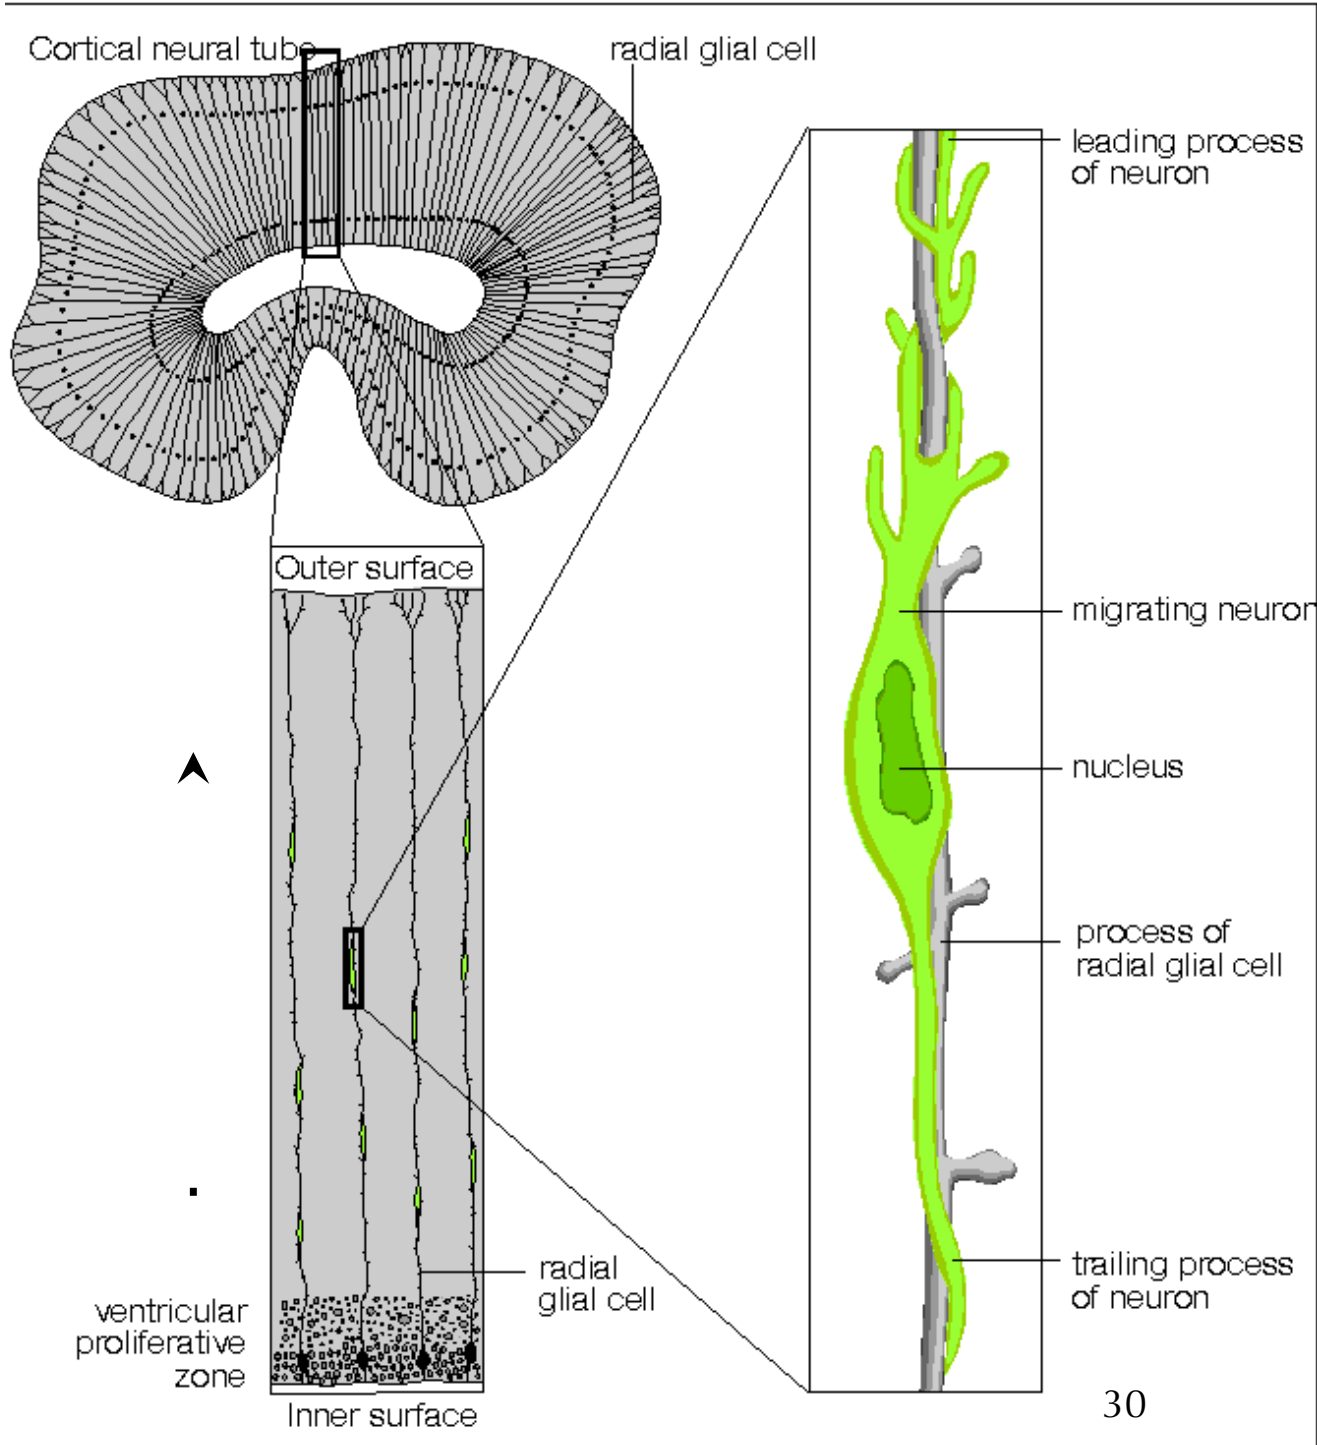 Cortical neural tube
radial glial cell
leading process
of neuron
Outer surface
migrating neuron
nucleus
process of
radial glial cell
radial
glial cell
trailing process
of neuron
ventricular
proliferative
zone
Inner surface
30